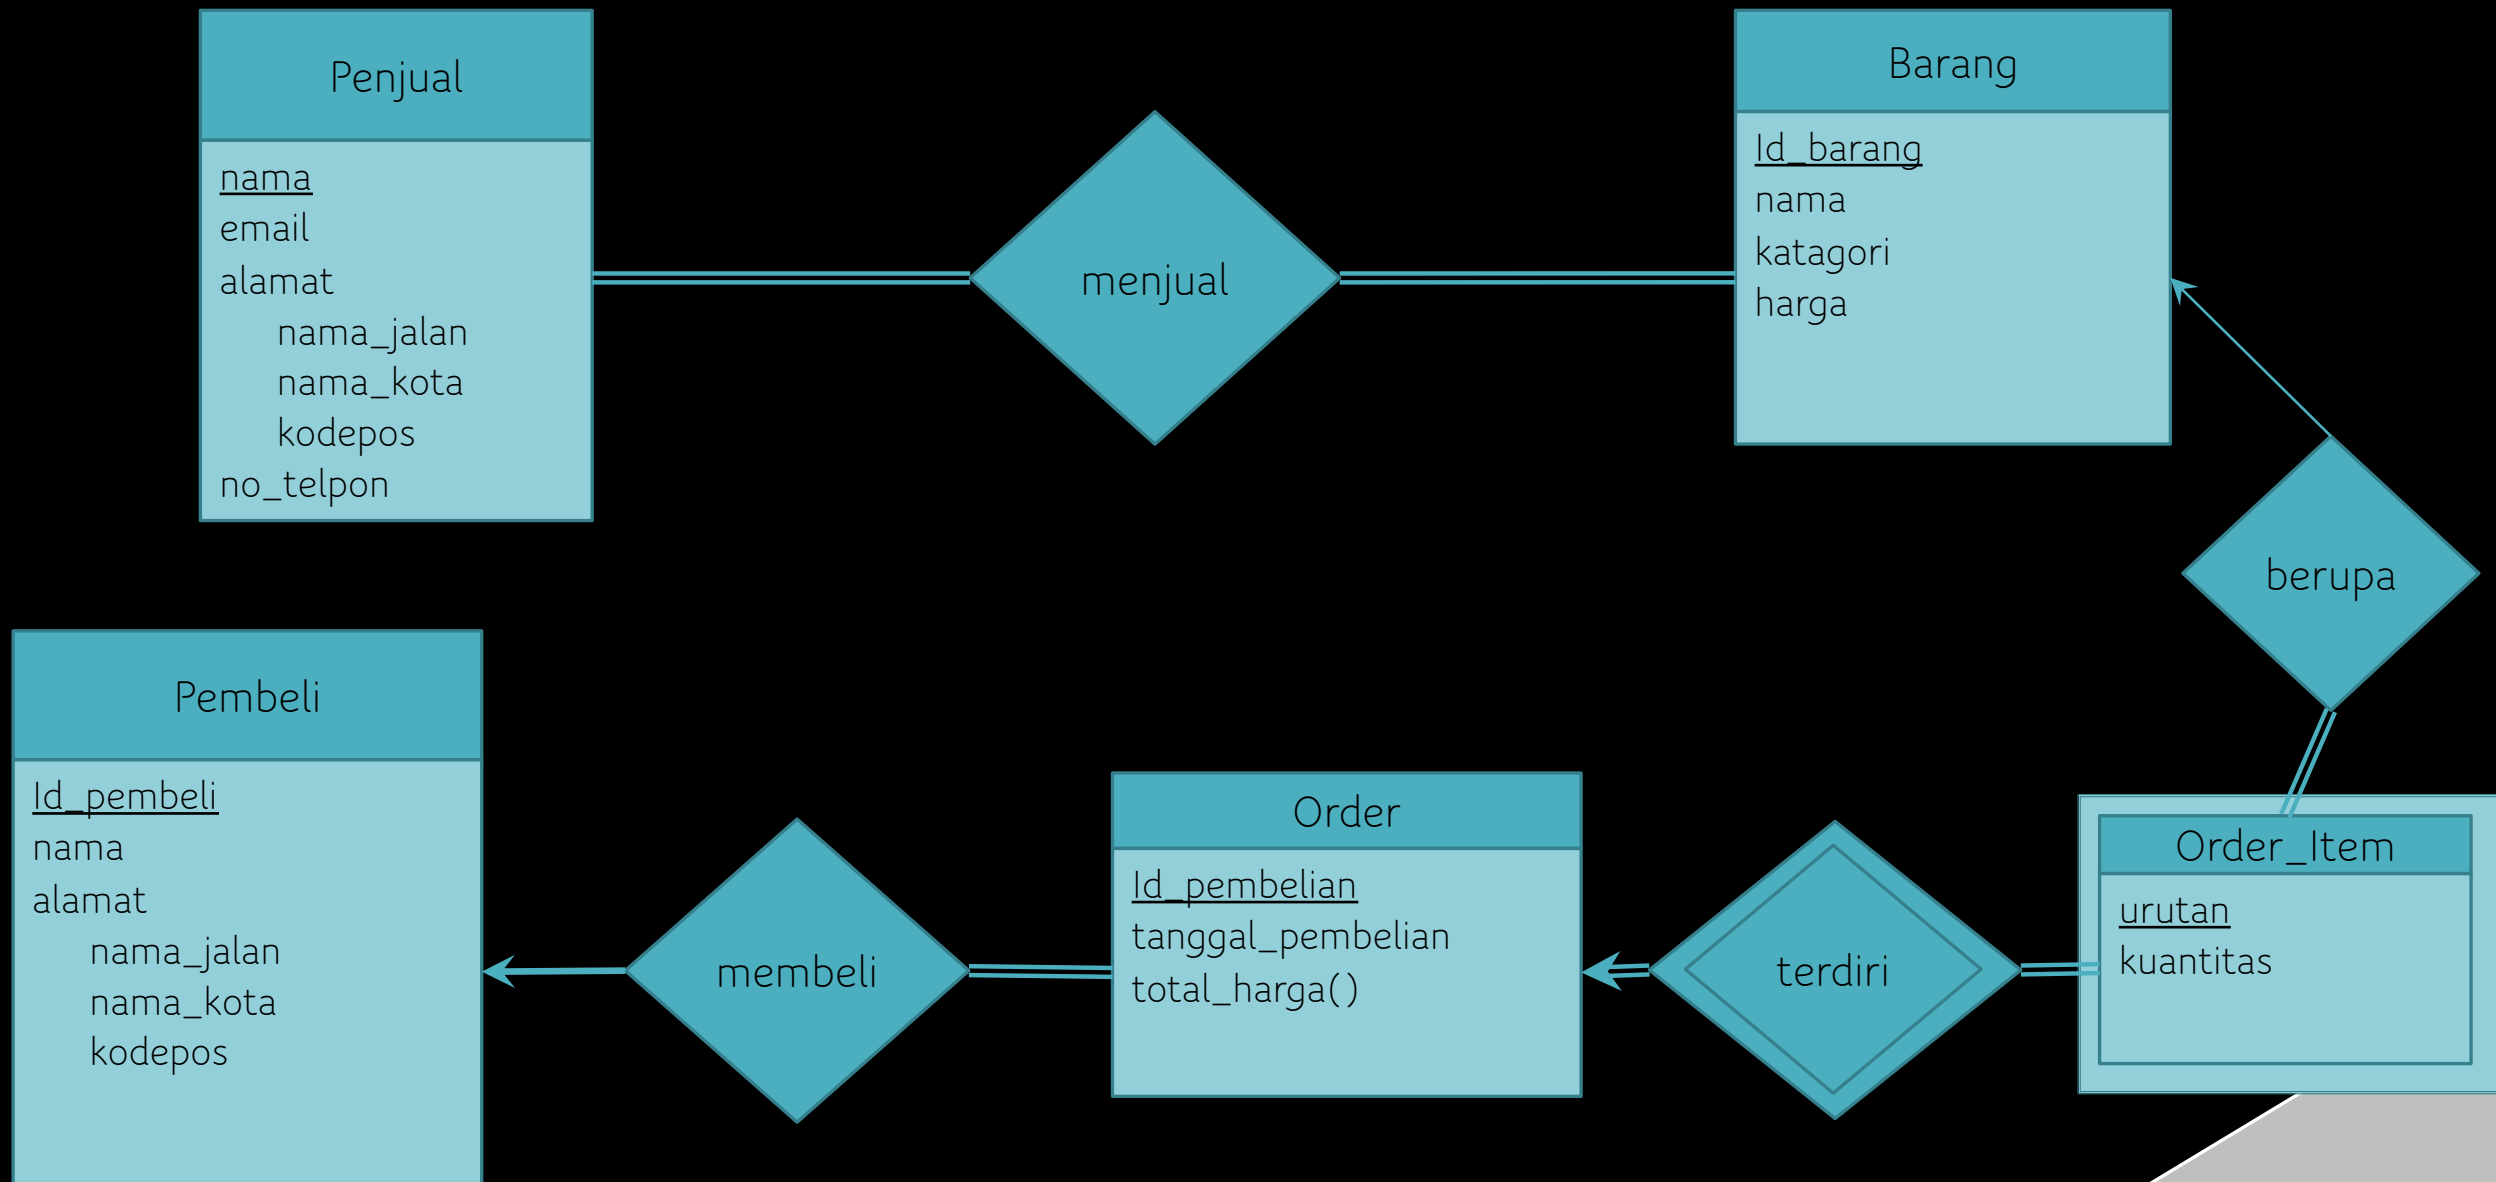 Penjual
nama
email
alamat
nama_jalan
nama_kota
kodepos
no_telpon
menjual
Barang
Id_barang
nama
katagori
harga
berupa
Pembeli
Id_pembeli
nama
alamat
nama_jalan
nama_kota
kodepos
membeli
Order
Id_pembelian
tanggal_pembelian
total_harga()
terdiri
Order_Item
urutan
kuantitas